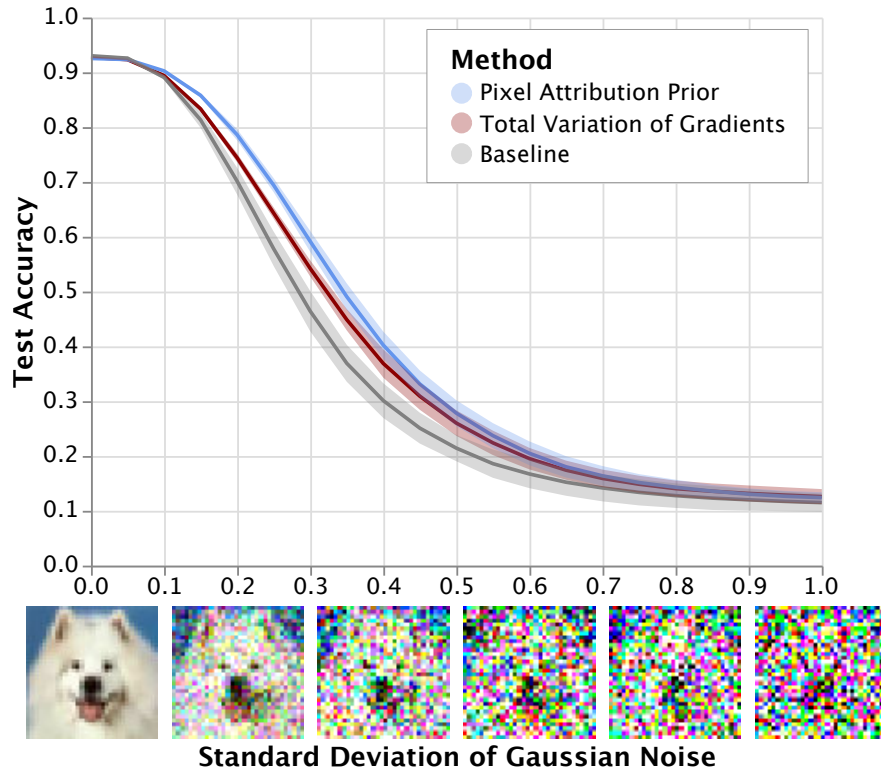 1.0
0.9
0.8
0.7
0.6
0.5
0.4
0.3
0.2
0.1
0.0
Test Accuracy
Method
Pixel Attribution Prior
Total Variation of Gradients
Baseline
0.0 0.1 0.2 0.3 0.4 0.5 0.6 0.7 0.8 0.9 1.0
Standard Deviation of Gaussian Noise